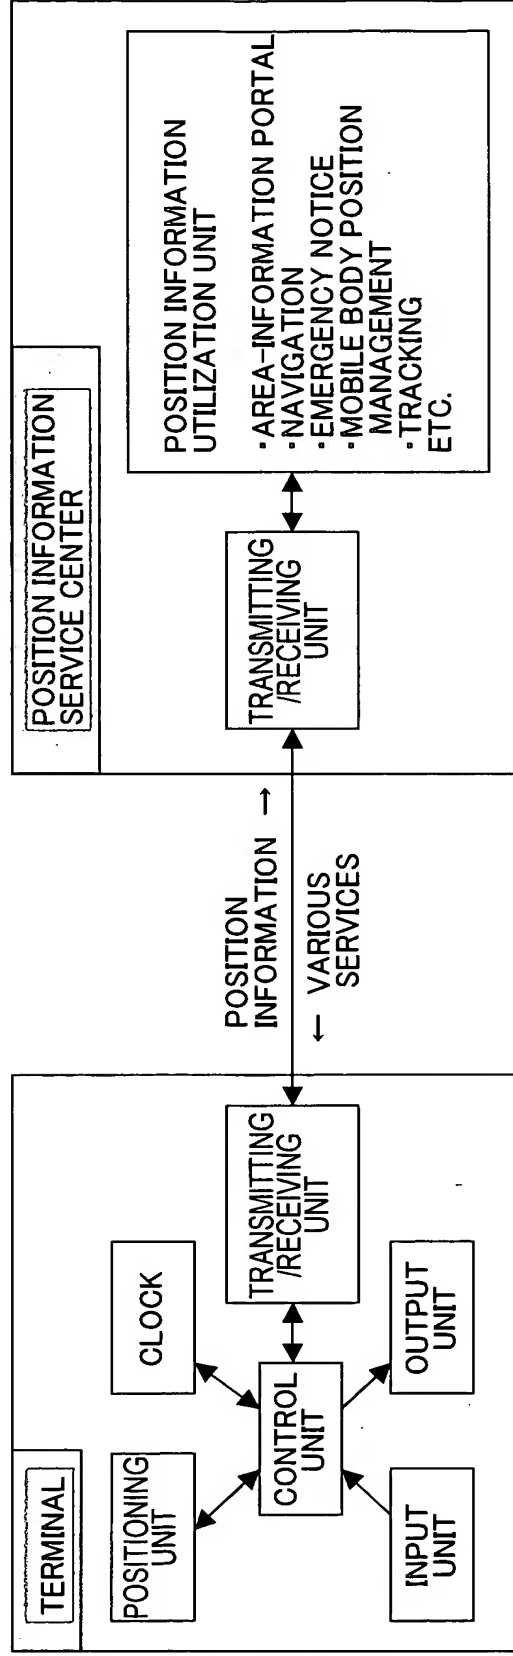 TERMINAL
POSITIONING
UNIT
CLOCK
CONTROL
UNIT
INPUT
UNIT
OUTPUT
UNIT
TRANSMITTING
/RECEIVING
UNIT
POSITION
INFORMATION →
← VARIOUS
SERVICES
POSITION INFORMATION
SERVICE CENTER
TRANSMITTING
/RECEIVING
UNIT
POSITION INFORMATION
UTILIZATION UNIT
・AREA-INFORMATION PORTAL
・NAVIGATION
・EMERGENCY NOTICE
・MOBILE BODY POSITION
MANAGEMENT
・TRACKING
ETC.